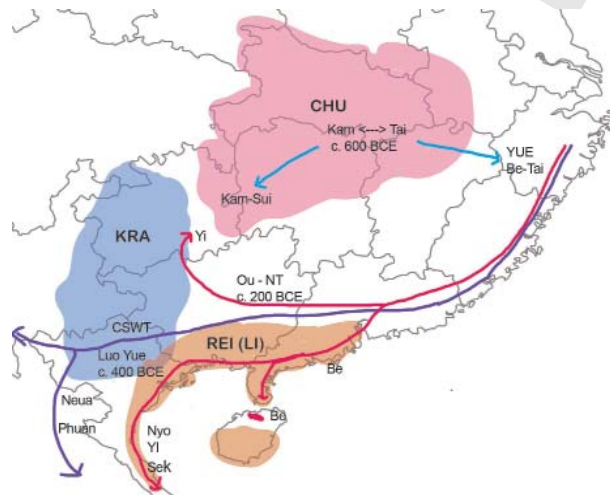 CHU
Kam <---> Tai
c. 600 BCE
YUE
Be-Tai
Kam-Sui
KRA
Yi
Ou - NT
c. 200 BCE
CSWT
REI (LI)
Luo Yue
c. 400 BCE
Be
Neua
Be
Phuan
Nyo
YI
Sek